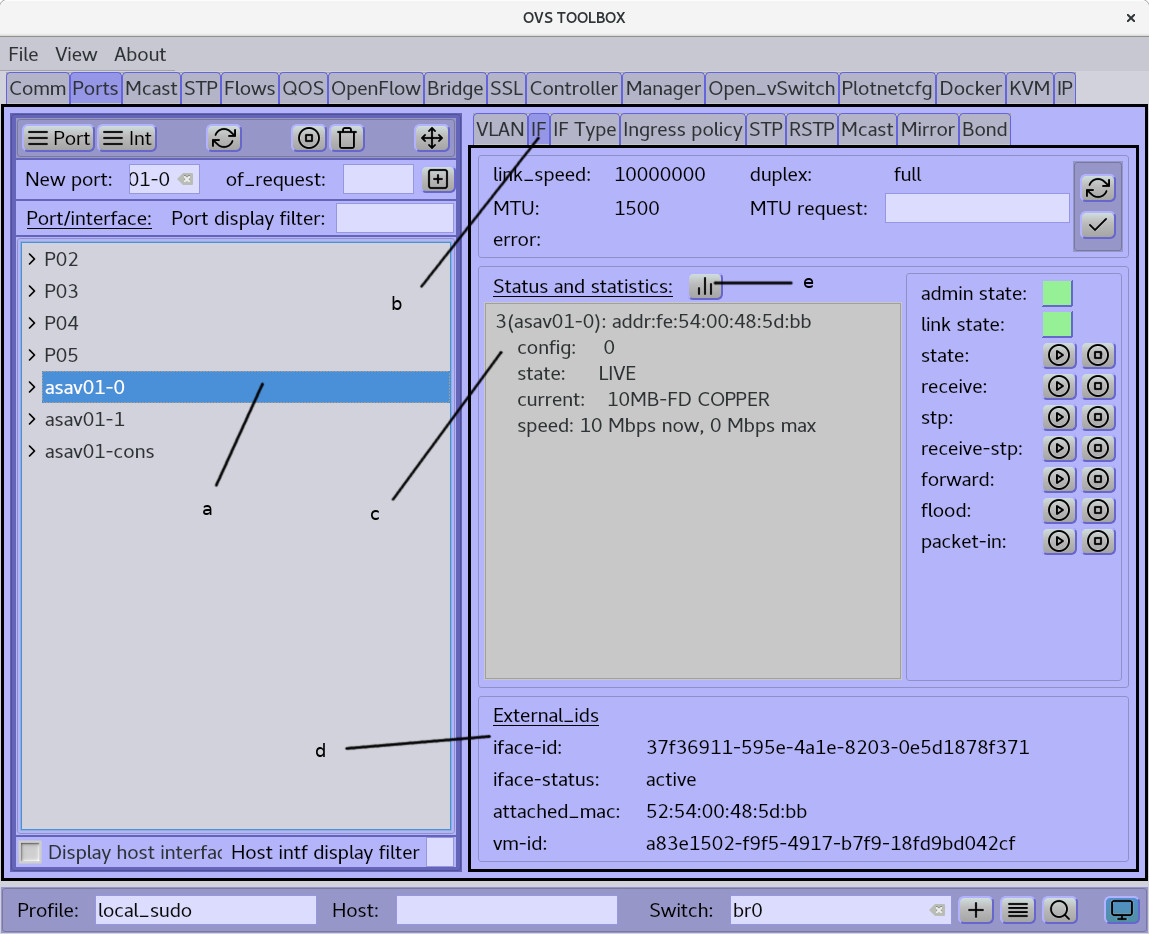 OVS TOOLBOX
File View About
Comm Ports Mcast STP Flows QOS OpenFlow Bridge SSL Controller Manager Open_vSwitch Plotnetcfg Docker KVM IP
Port Int
New port: 01-0 of_request:
Port/interface: Port display filter:
P02
P03
P04
P05
asav01-0
asav01-1
asav01-cons
a
Display host interfac Host intf display filter
VLAN IF IF Type Ingress policy STP RSTP Mcast Mirror Bond
link_speed: 10000000 duplex: full
MTU: 1500 MTU request:
error:
b
Status and statistics: e
3(asav01-0): addr:fe:54:00:48:5d:bb
config: 0
state: LIVE
current: 10MB-FD COPPER
speed: 10 Mbps now, 0 Mbps max
c
admin state:
link state:
state:
receive:
stp:
receive-stp:
forward:
flood:
packet-in:
External_ids
d
iface-id: 37f36911-595e-4a1e-8203-0e5d1878f371
iface-status: active
attached_mac: 52:54:00:48:5d:bb
vm-id: a83e1502-f9f5-4917-b7f9-18fd9bd042cf
Profile: local_sudo Host: Switch: br0